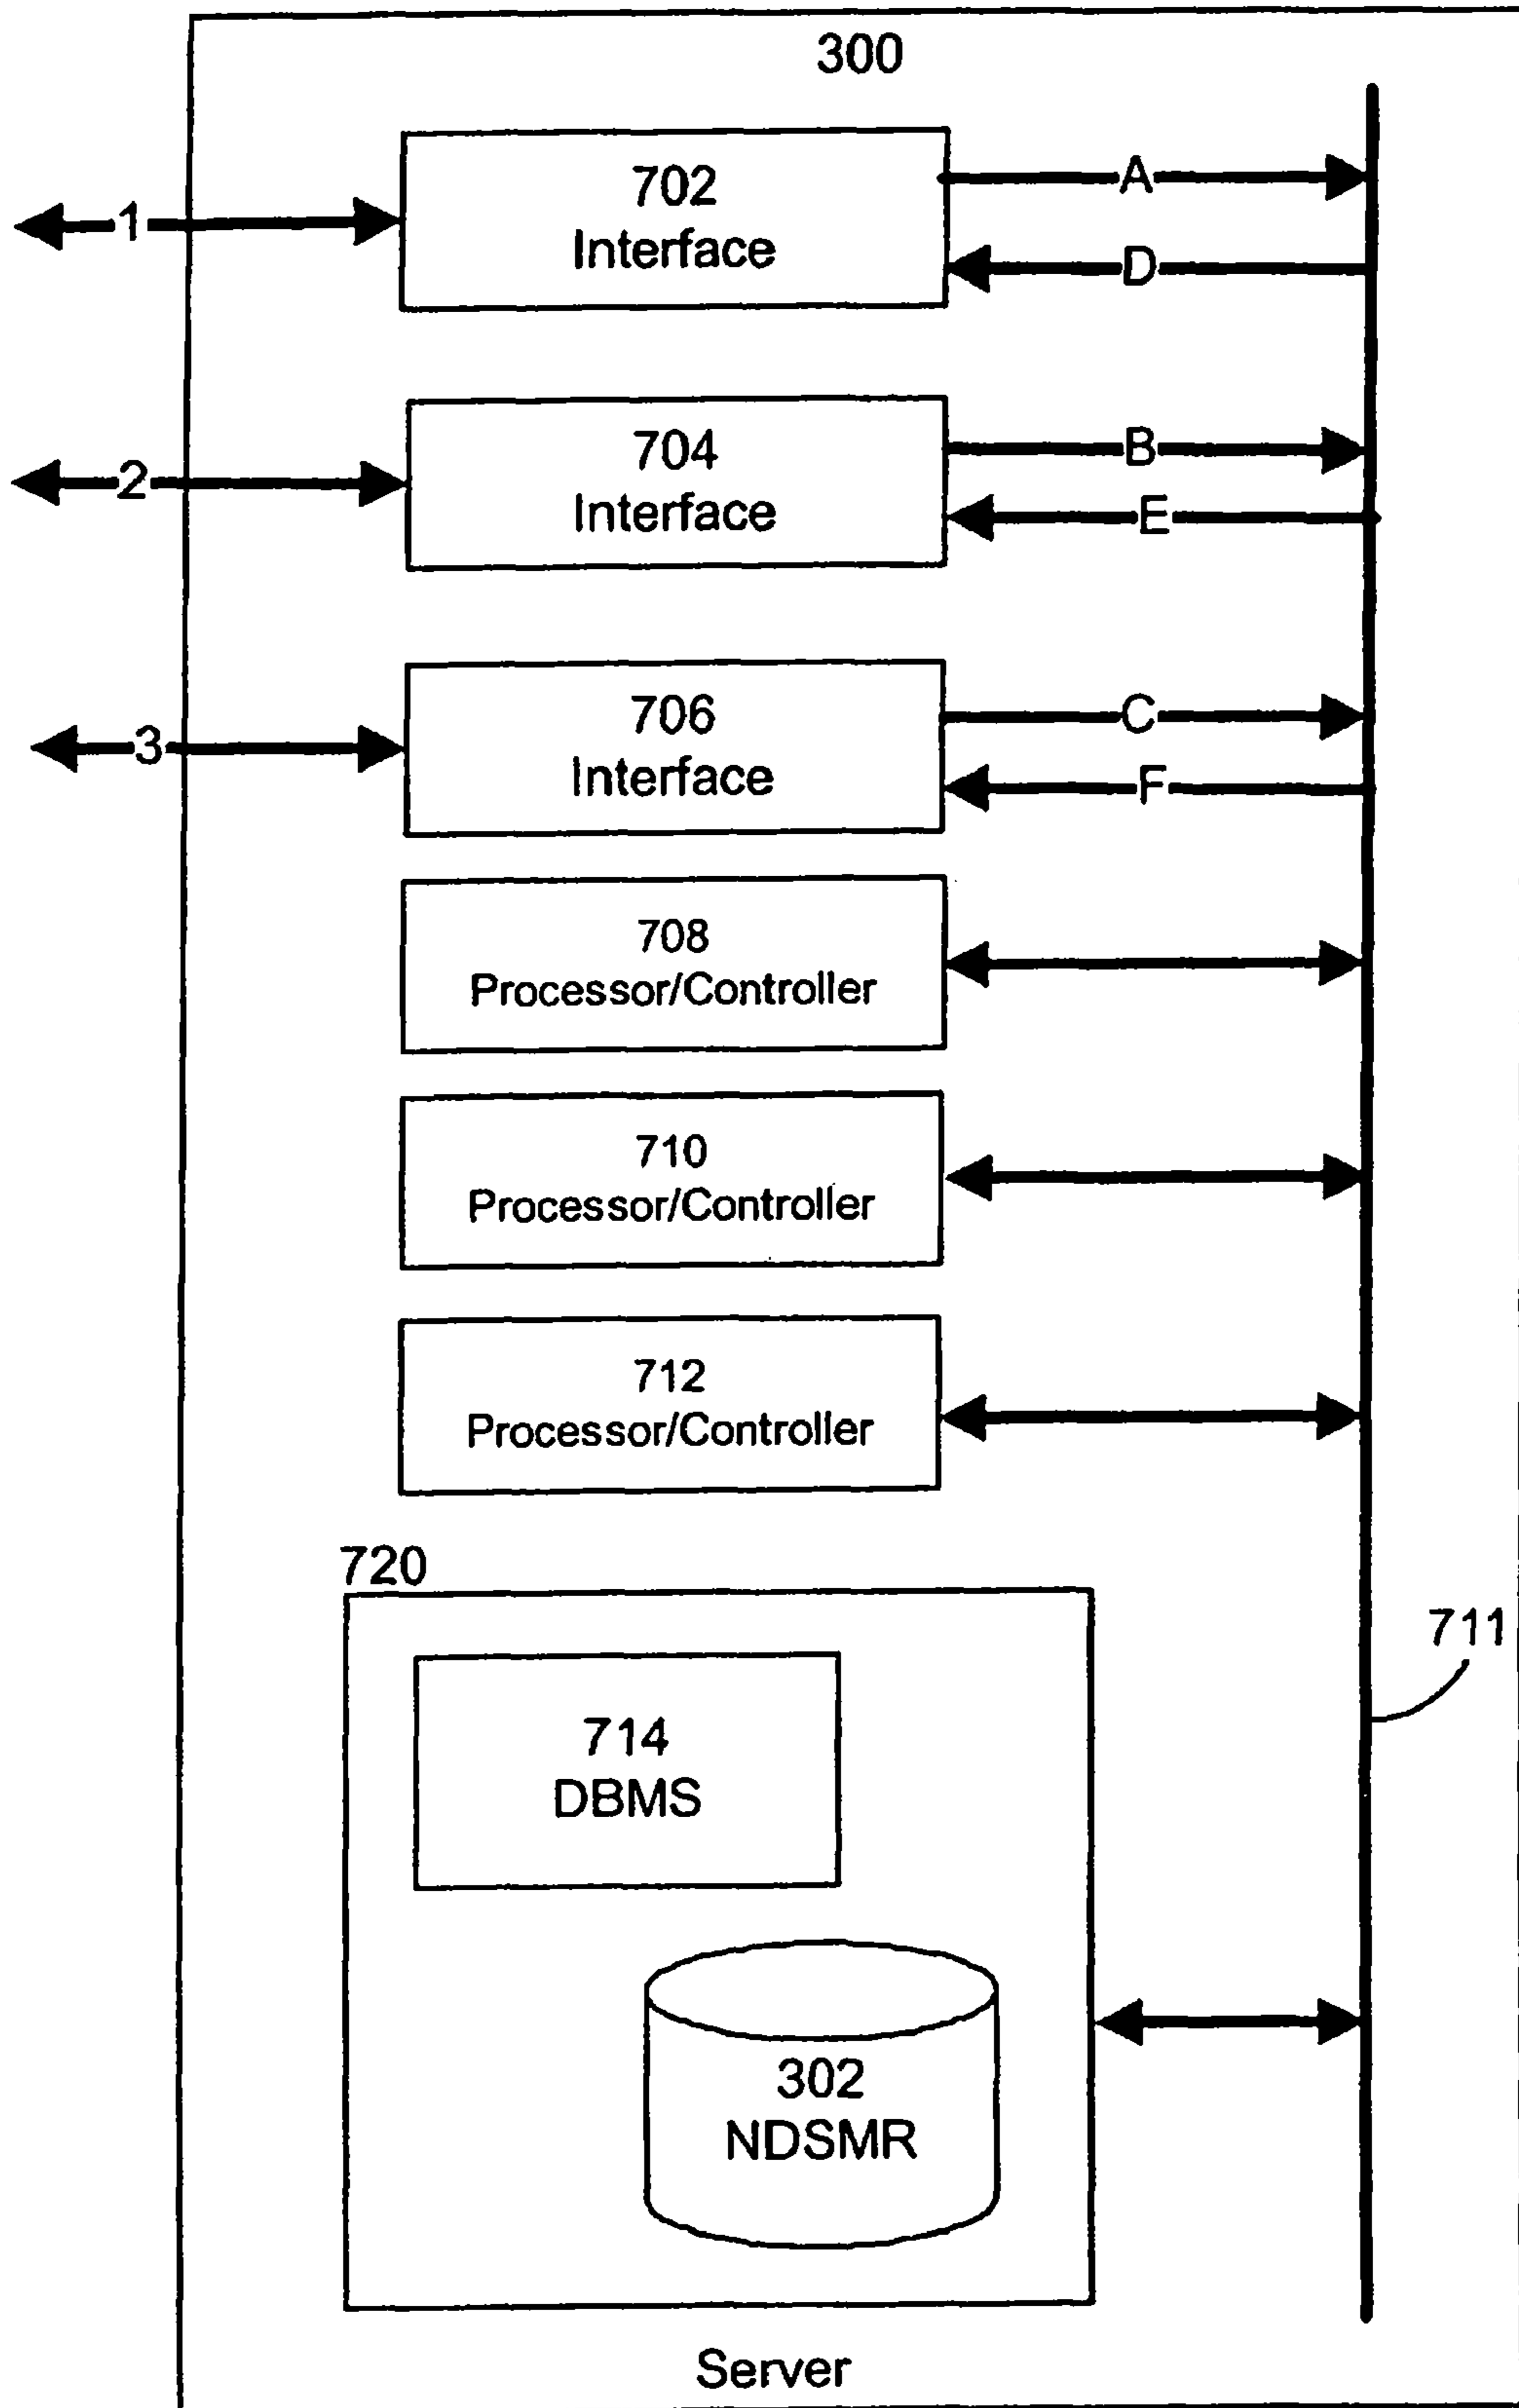 300
702
Interface
A
1
D
704
Interface
B
2
E
706
Interface
C
3
F
708
Processor/Controller
710
Processor/Controller
712
Processor/Controller
720
711
714
DBMS
302
NDSMR
Server